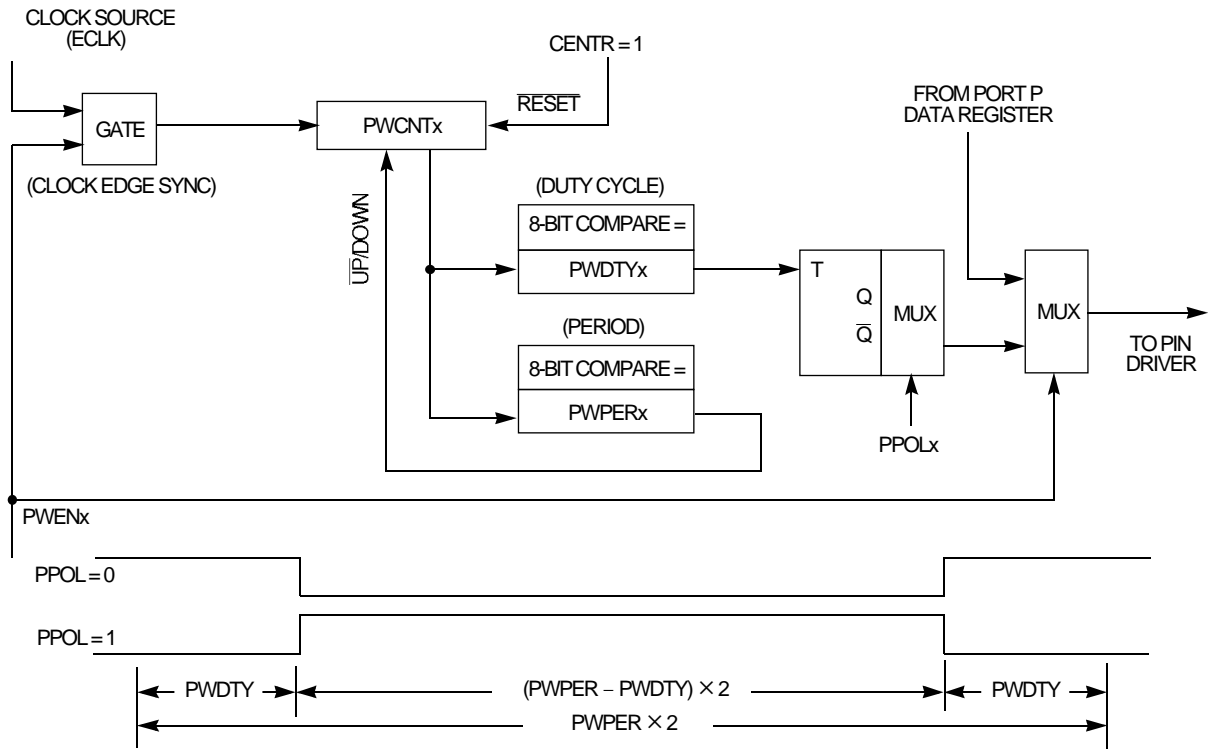 CLOCK SOURCE
(ECLK)
CENTR = 1
RESET
FROM PORT P
DATA REGISTER
GATE
PWCNTx
(CLOCK EDGE SYNC)
UP/DOWN
(DUTY CYCLE)
8-BIT COMPARE =
PWDTYx
T
Q
Q
MUX
MUX
(PERIOD)
8-BIT COMPARE =
PWPERx
TO PIN
DRIVER
PPOLx
PWENx
PPOL = 0
PPOL = 1
PWDTY
(PWPER – PWDTY) × 2
PWDTY
PWPER × 2